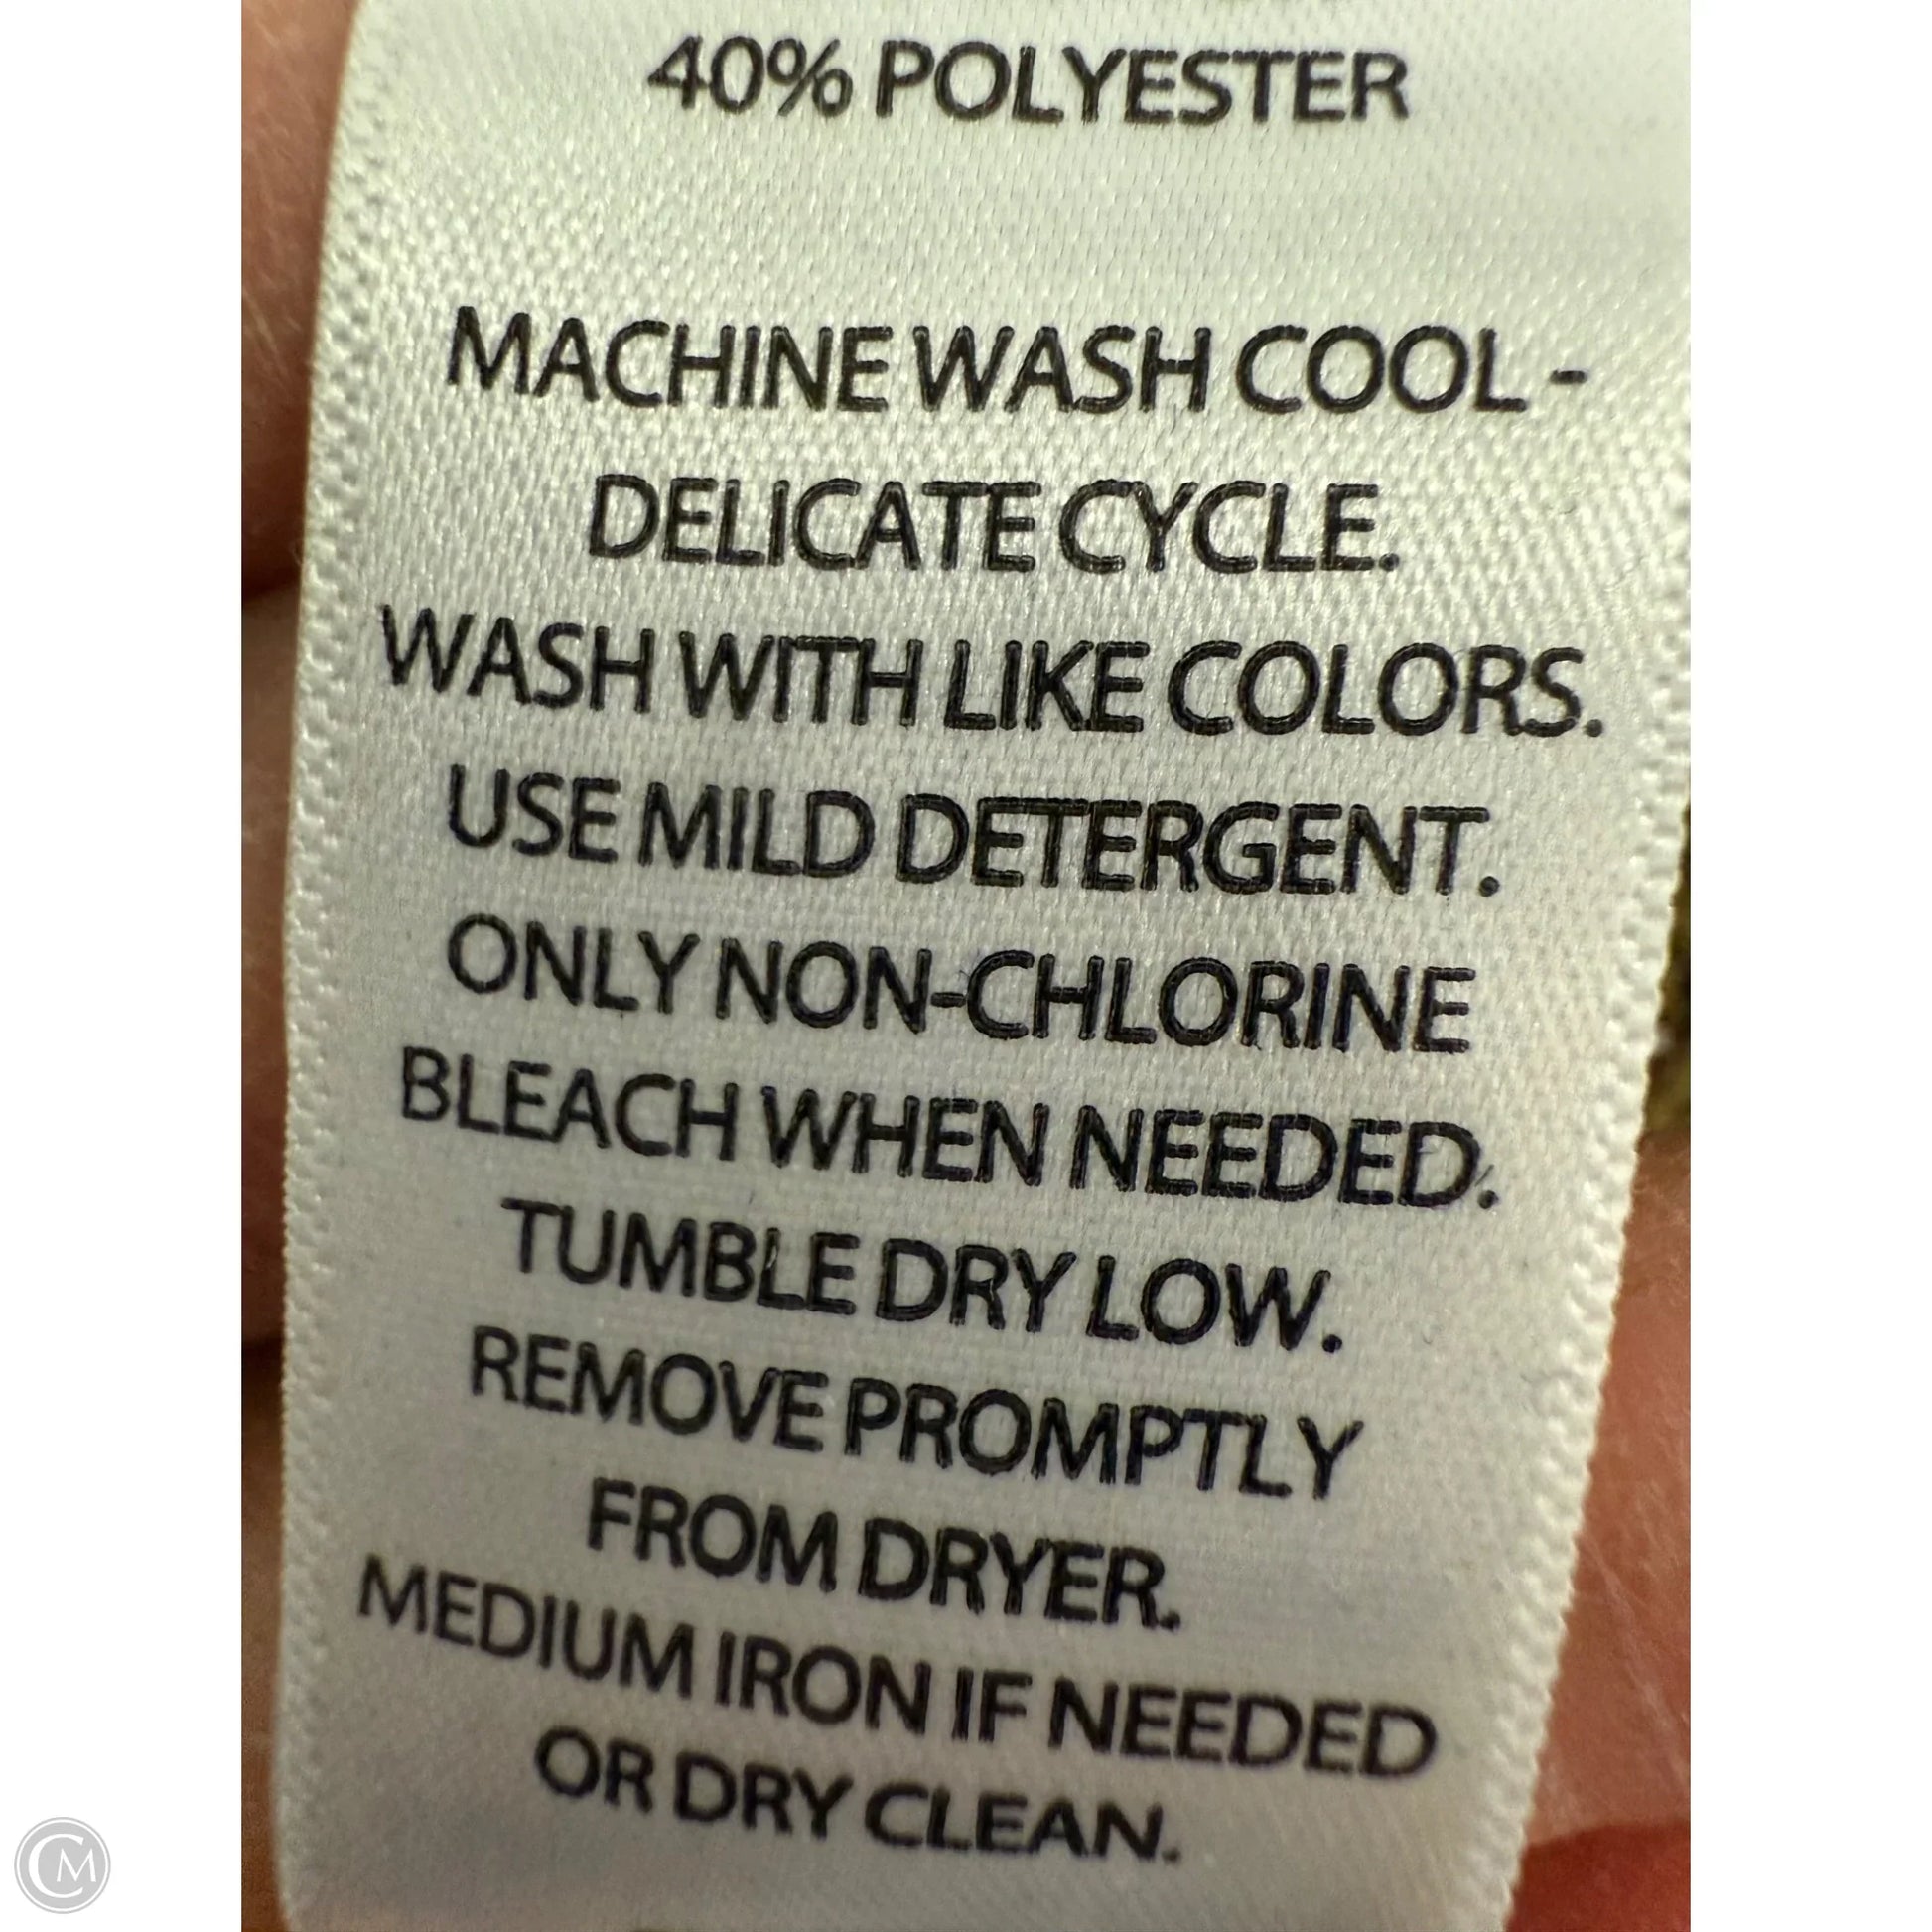 40% POLYESTER
MACHINE WASH COOL -
DELICATE CYCLE.
WASH WITH LIKE COLORS.
USE MILD DETERGENT.
ONLY NON-CHLORINE
BLEACH WHEN NEEDED.
TUMBLE DRY LOW.
REMOVE PROMPTLY
FROM DRYER.
MEDIUM IRON IF NEEDED
OR DRY CLEAN.
CM